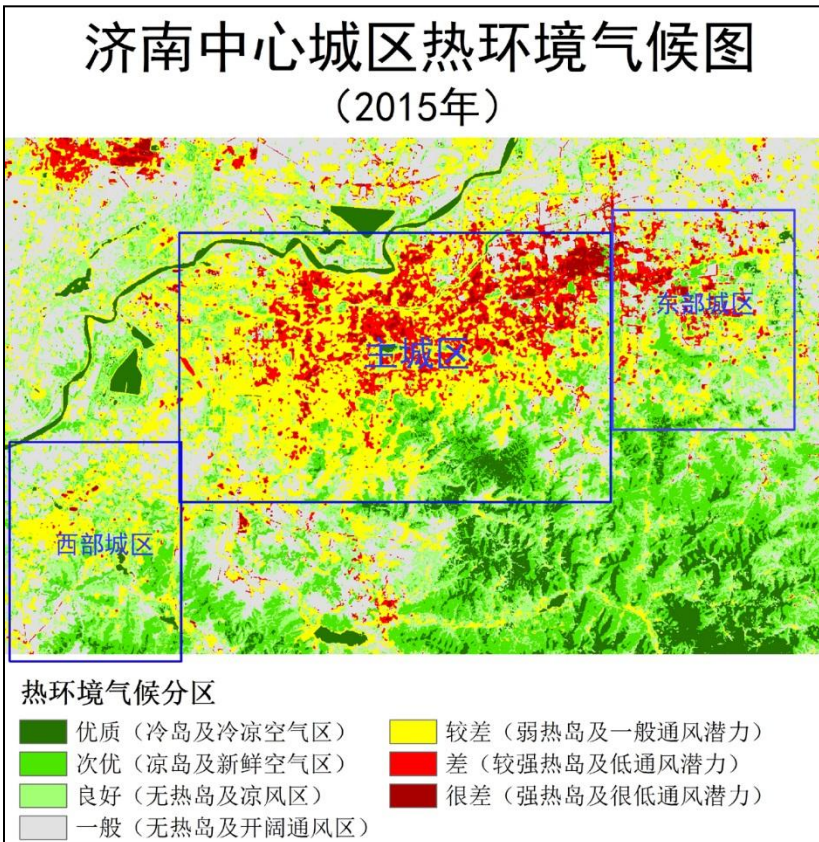 济南中心城区热环境气候图
（2015年）
东部城区
主城区
西部城区
热环境气候分区
优质（冷岛及冷凉空气区）
次优（凉岛及新鲜空气区）
良好（无热岛及凉风区）
一般（无热岛及开阔通风区）
较差（弱热岛及一般通风潜力）
差（较强热岛及低通风潜力）
很差（强热岛及很低通风潜力）